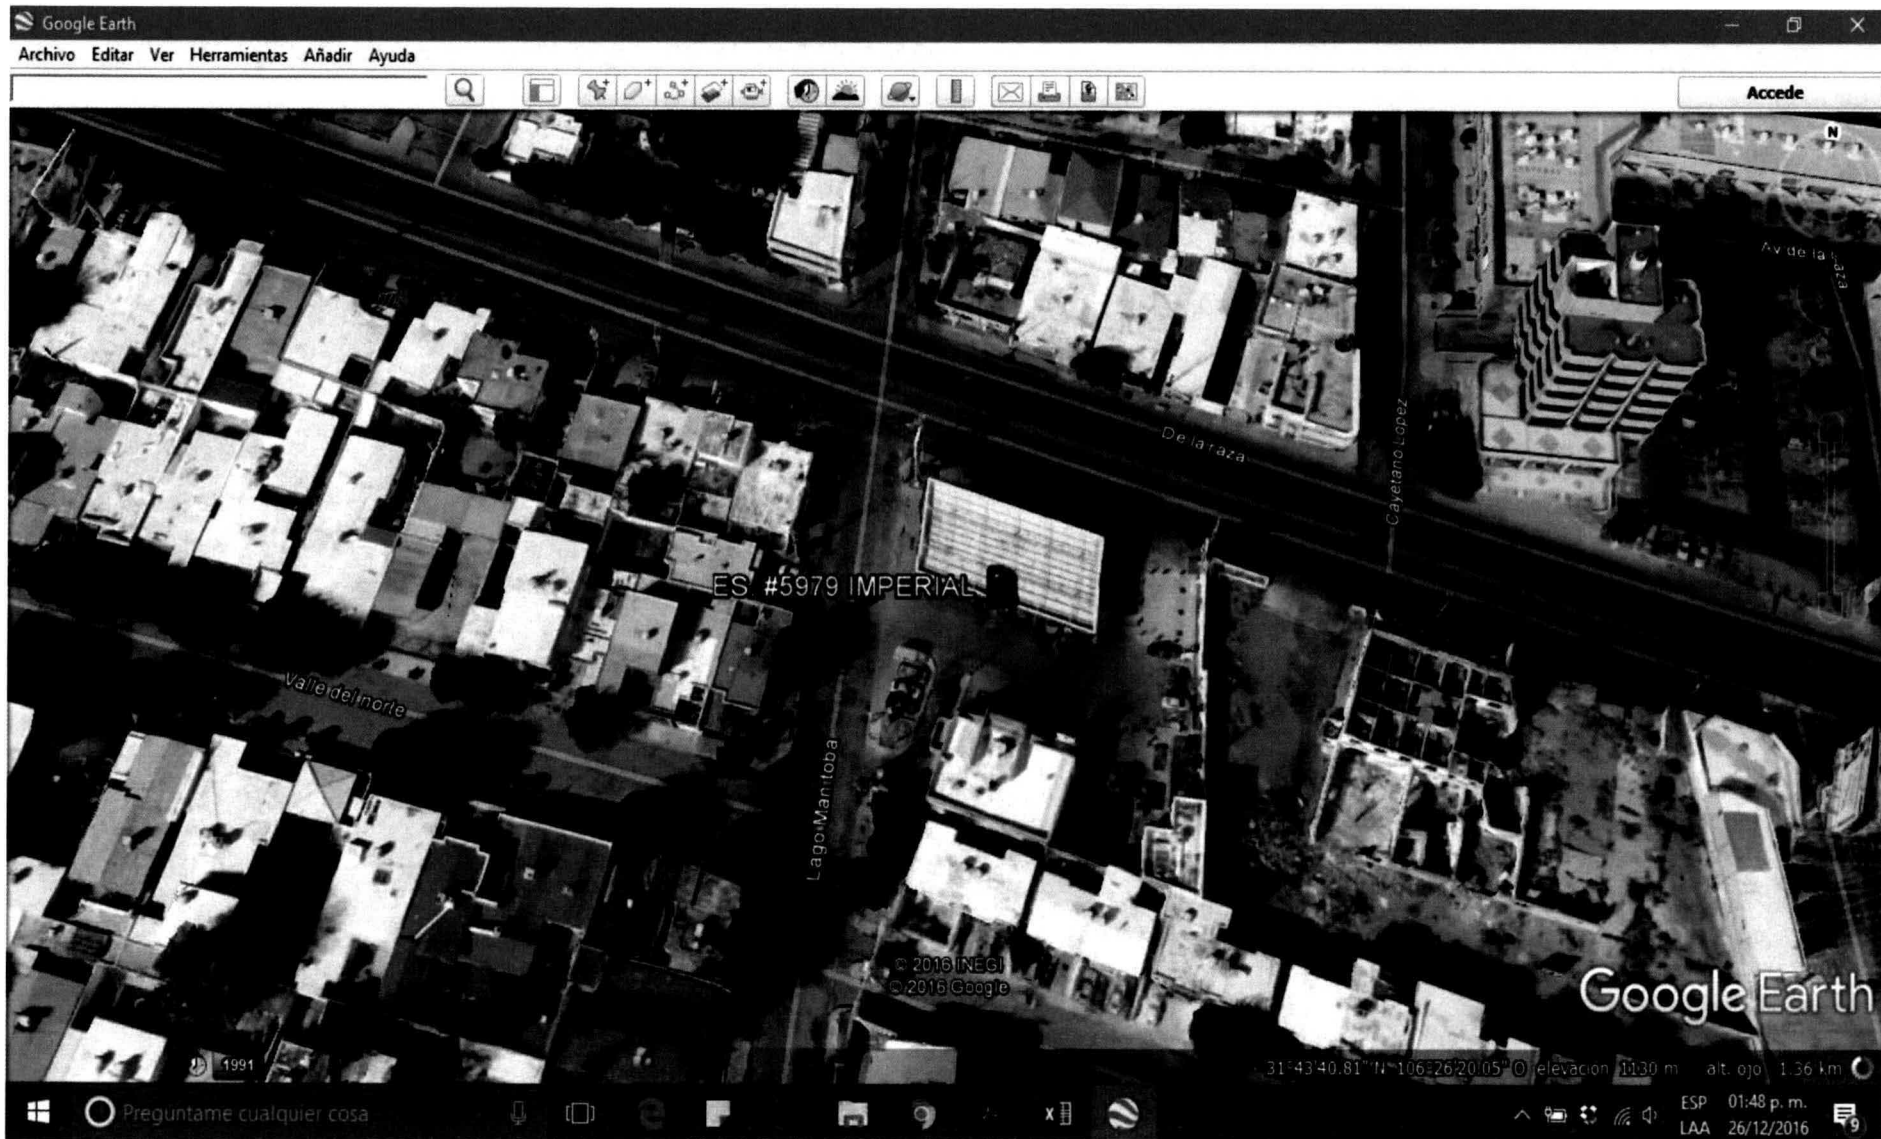 Google Earth
Archivo Editar Ver Herramientas Añadir Ayuda
Accede
N
Av de la Raza
De la raza
Cayetano Lopez
ES. #5979 IMPERIAL
Valle del norte
Lago Manitoba
© 2016 INEGI
© 2016 Google
Google Earth
1991
31°43'40.81" N 106°26'20.05" O elevación 1130 m alt. ojo 1.36 km
Pregúntame cualquier cosa
ESP 01:48 p. m.
LAA 26/12/2016
9